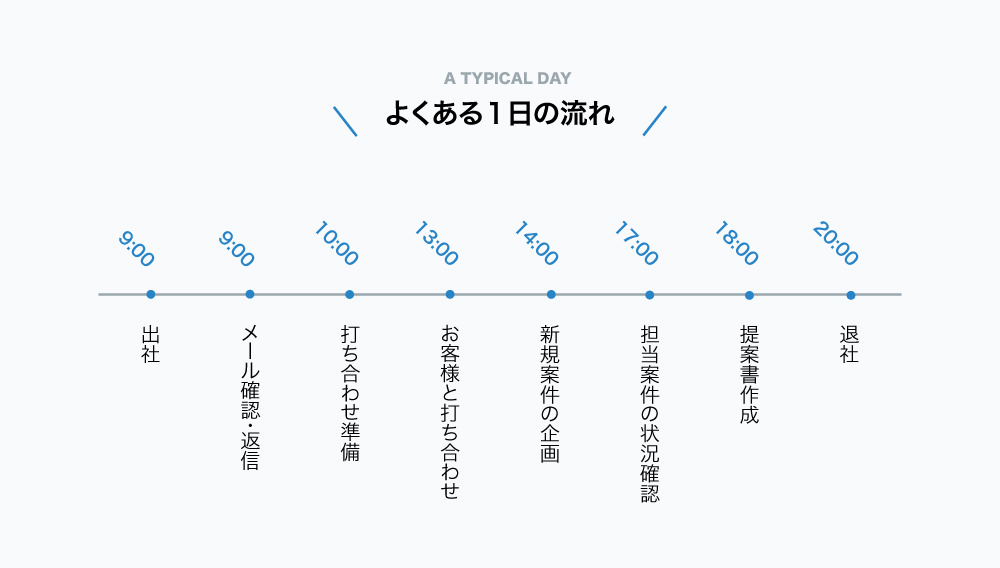 A TYPICAL DAY
よくある1日の流れ
9:00
出社
9:00
メール確認・返信
10:00
打ち合わせ準備
13:00
お客様と打ち合わせ
14:00
新規案件の企画
17:00
担当案件の状況確認
18:00
提案書作成
20:00
退社